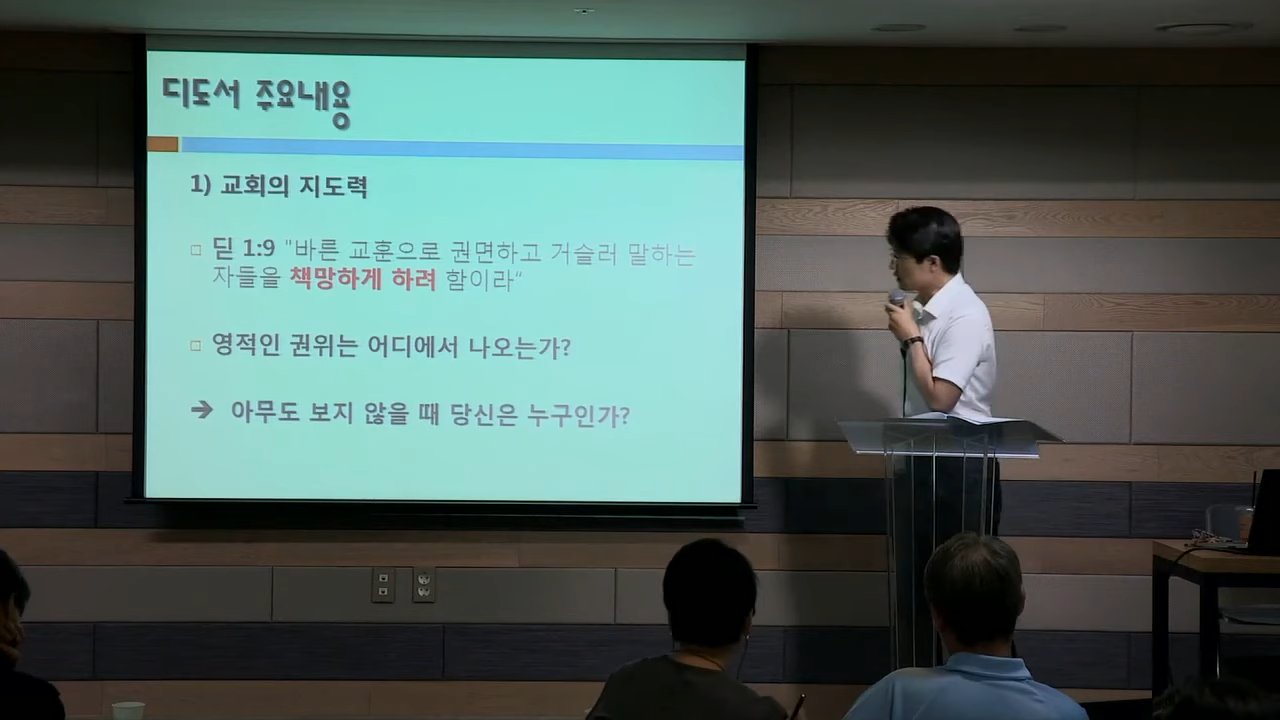 디도서 주요내용
1) 교회의 지도력
딛 1:9 "바른 교훈으로 권면하고 거슬러 말하는
자들을 책망하게 하려 함이라“
영적인 권위는 어디에서 나오는가?
➔ 아무도 보지 않을 때 당신은 누구인가?